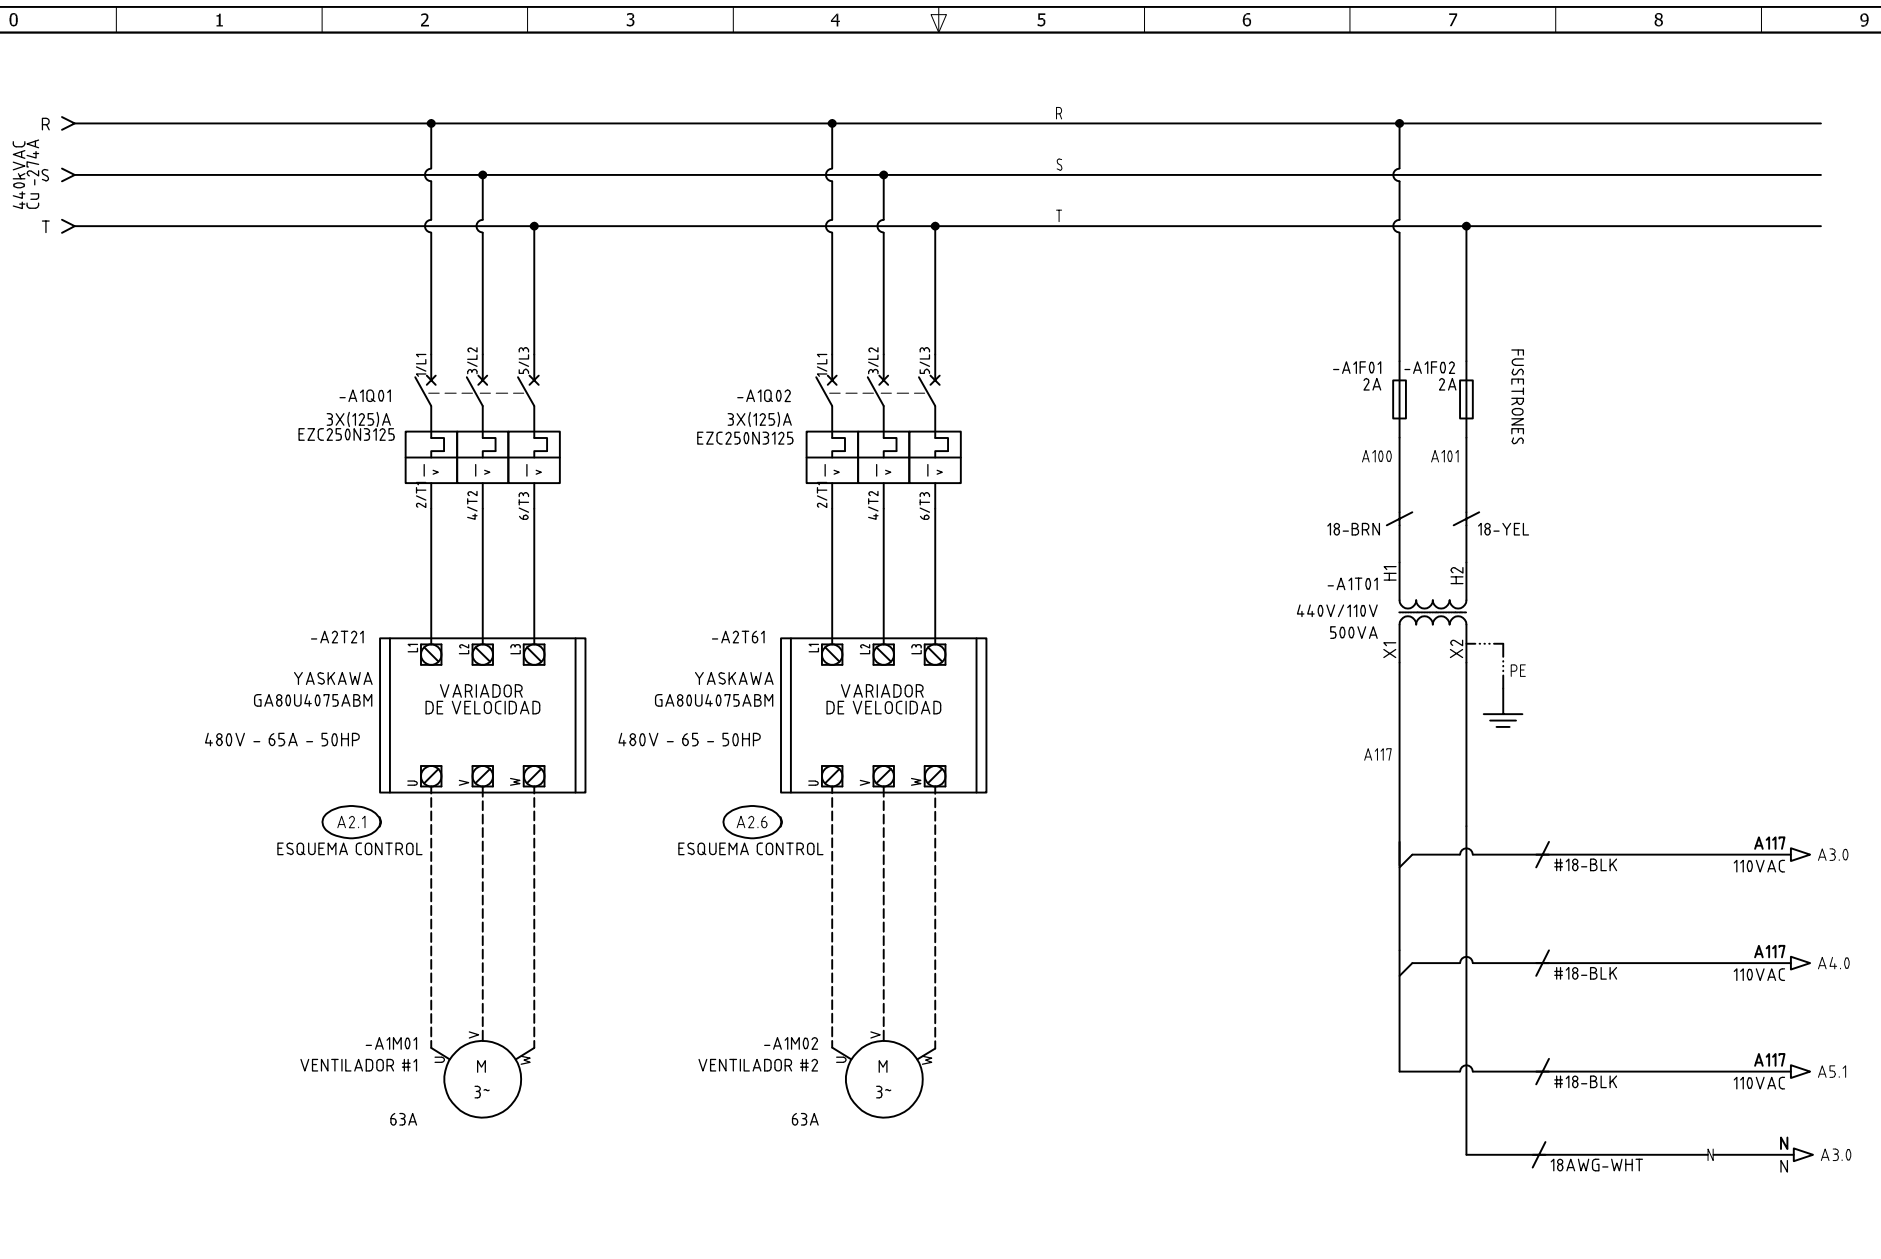 0 1 2 3 4 5 6 7 8 9
R
S
T
440kVAC
Cu -274A
R
S
T
1/L1 3/L2 5/L3
-A1Q01
3X(125)A
EZC250N3125
I > I > I >
2/T1 4/T2 6/T3
-A2T21
YASKAWA
GA80U4075ABM
480V - 65A - 50HP
L1 L2 L3
VARIADOR
DE VELOCIDAD
U V W
A2.1
ESQUEMA CONTROL
-A1M01
VENTILADOR #1
63A
U V W
M
3~
1/L1 3/L2 5/L3
-A1Q02
3X(125)A
EZC250N3125
I > I > I >
2/T1 4/T2 6/T3
-A2T61
YASKAWA
GA80U4075ABM
480V - 65 - 50HP
L1 L2 L3
VARIADOR
DE VELOCIDAD
U V W
A2.6
ESQUEMA CONTROL
-A1M02
VENTILADOR #2
63A
U V W
M
3~
-A1F01
2A
-A1F02
2A
FUSETRONES
A100 A101
18-BRN 18-YEL
-A1T01
440V/110V
500VA
H1 H2
X1 X2
PE
A117
A117
#18-BLK 110VAC A3.0
A117
#18-BLK 110VAC A4.0
A117
#18-BLK 110VAC A5.1
N
18AWG-WHT N N A3.0